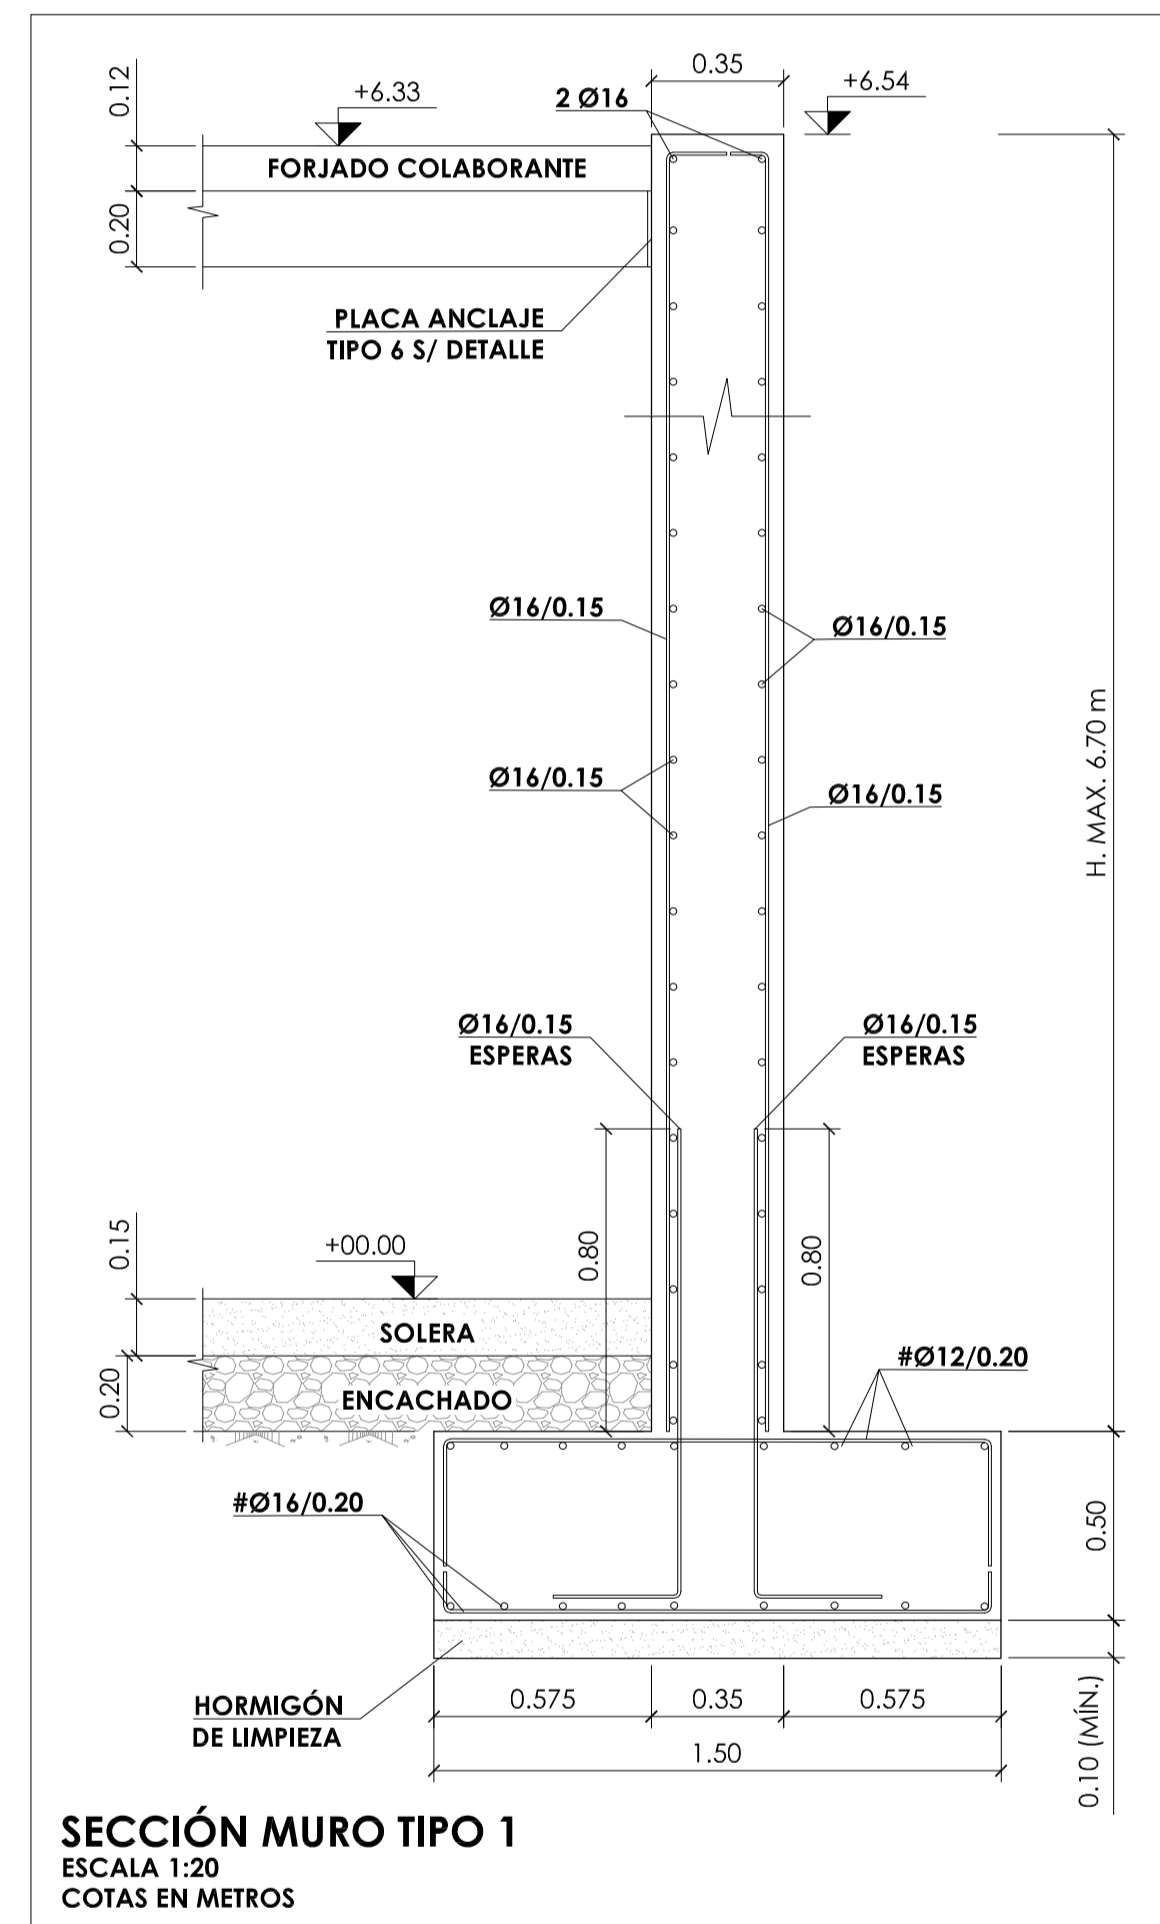 0.35
0.12
+6.33
2 Ø16
+6.54
FORJADO COLABORANTE
0.20
PLACA ANCLAJE
TIPO 6 S/ DETALLE
Ø16/0.15
Ø16/0.15
Ø16/0.15
Ø16/0.15
H. MAX. 6.70 m
Ø16/0.15
ESPERAS
Ø16/0.15
ESPERAS
0.15
+00.00
0.80
0.80
SOLERA
#Ø12/0.20
0.20
ENCACHADO
#Ø16/0.20
0.50
HORMIGÓN
DE LIMPIEZA
0.575
0.35
0.575
0.10 (MÍN.)
1.50
SECCIÓN MURO TIPO 1
ESCALA 1:20
COTAS EN METROS